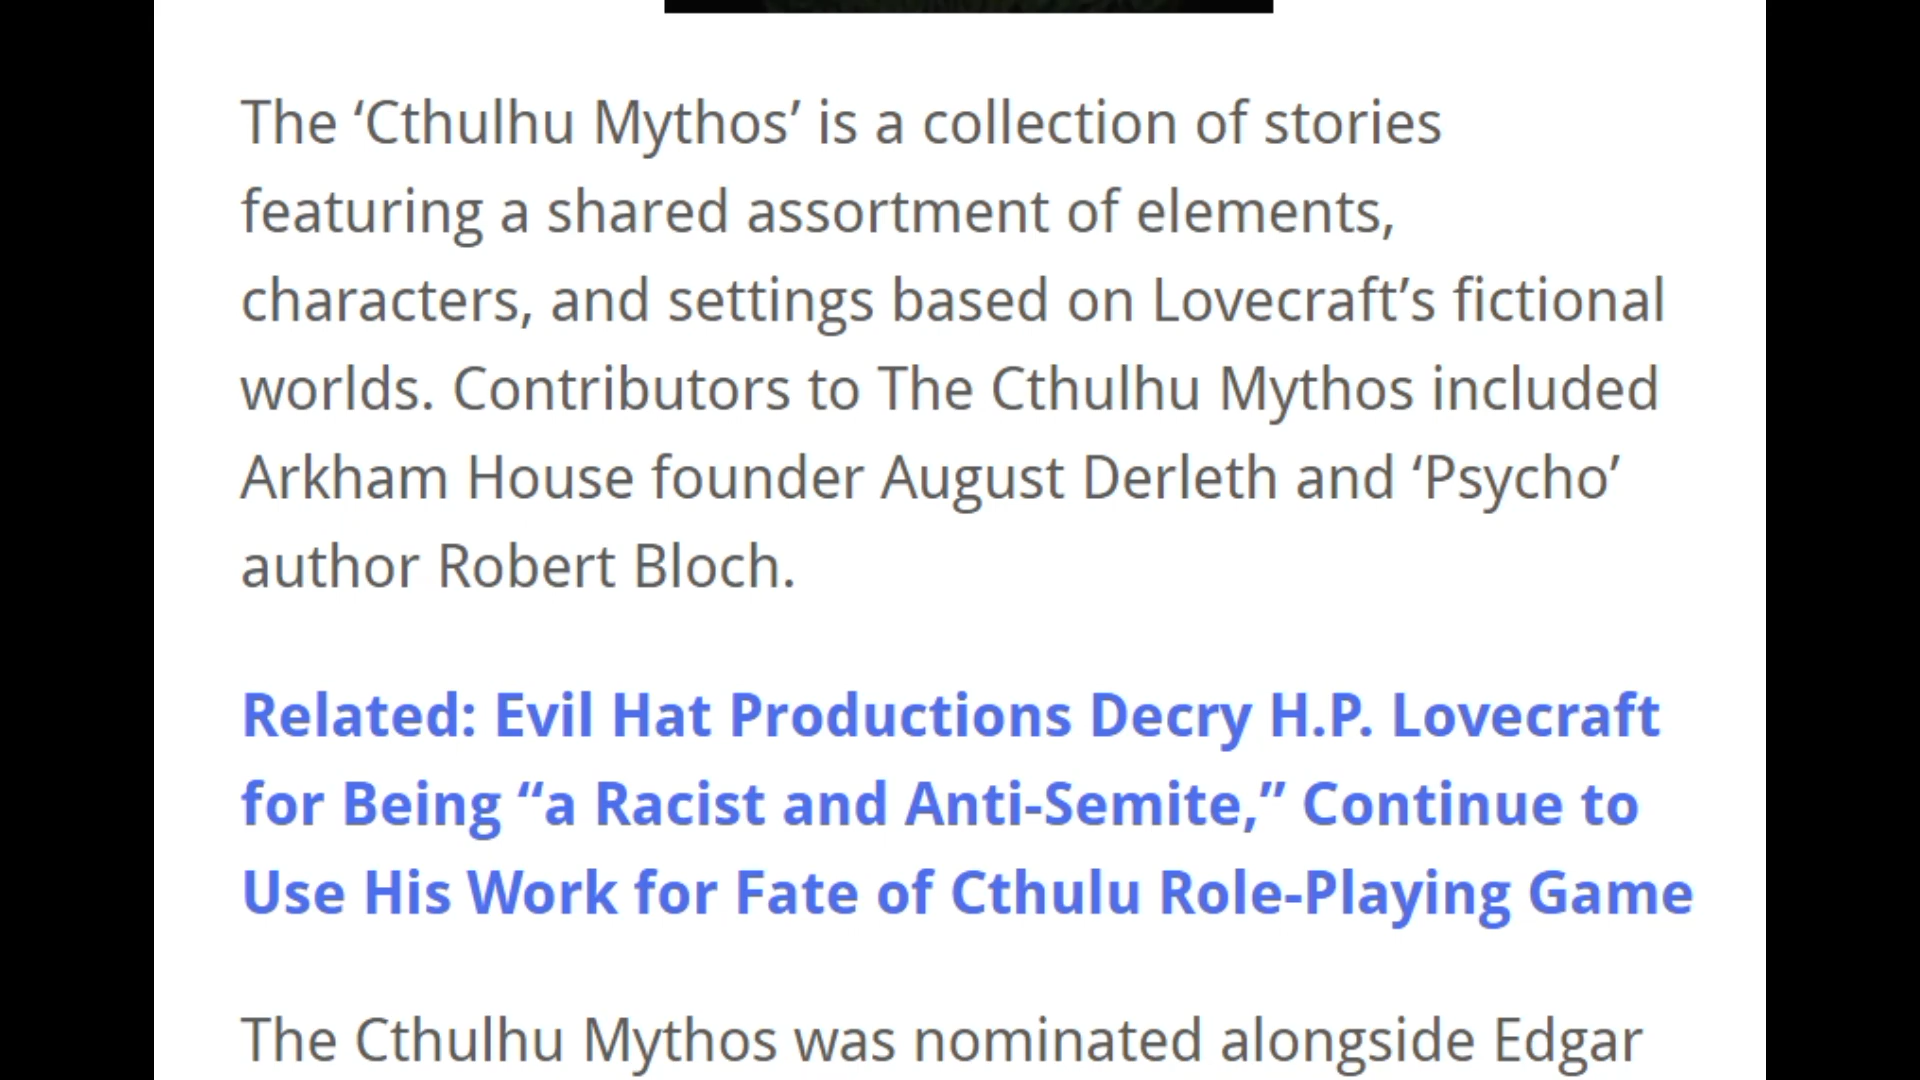 The ‘Cthulhu Mythos’ is a collection of stories
featuring a shared assortment of elements,
characters, and settings based on Lovecraft’s fictional
worlds. Contributors to The Cthulhu Mythos included
Arkham House founder August Derleth and ‘Psycho’
author Robert Bloch.
Related: Evil Hat Productions Decry H.P. Lovecraft
for Being “a Racist and Anti-Semite,” Continue to
Use His Work for Fate of Cthulu Role-Playing Game
The Cthulhu Mythos was nominated alongside Edgar